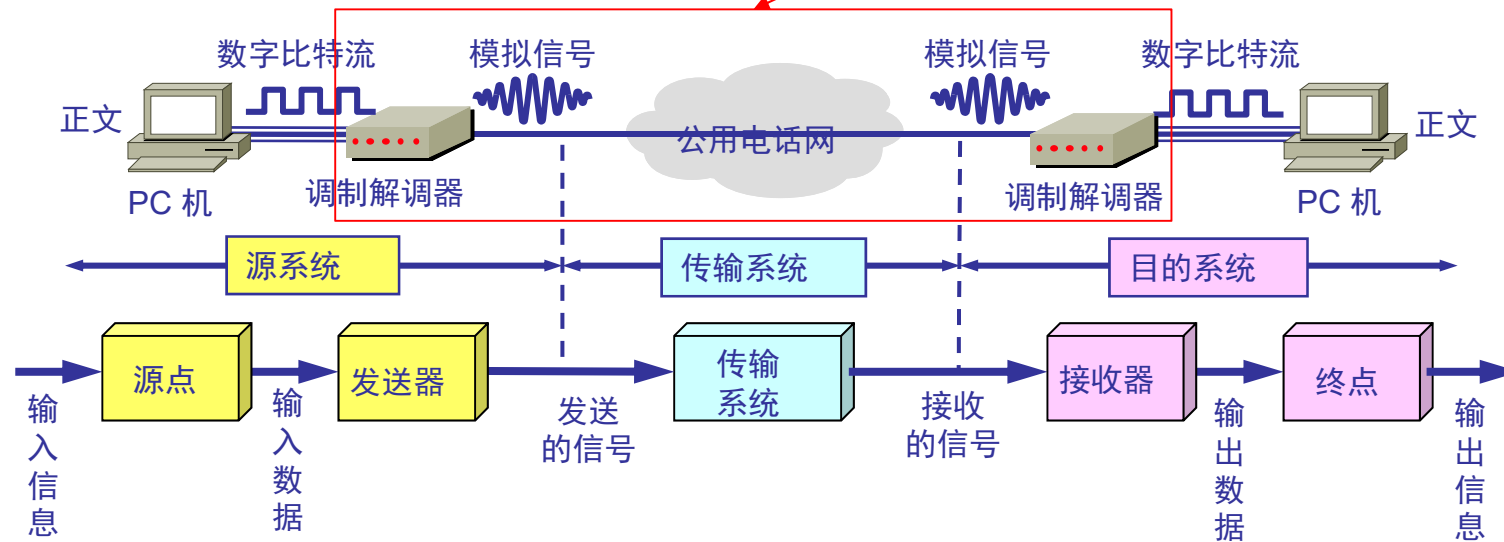 数字比特流
模拟信号
模拟信号
数字比特流
正文
公用电话网
正文
PC 机
调制解调器
调制解调器
PC 机
源系统
传输系统
目的系统
源点
发送器
传输
系统
接收器
终点
输入信息
输入数据
发送
的信号
接收
的信号
输出数据
输出信息